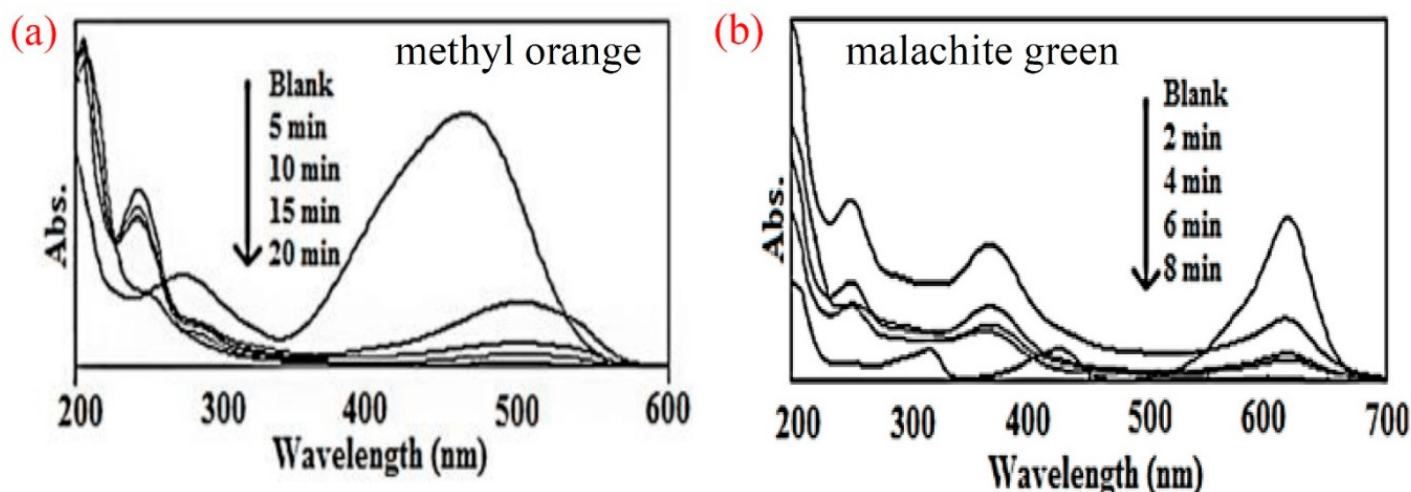 (a)
methyl orange
Blank
5 min
10 min
15 min
20 min
Abs.
200 300 400 500 600
Wavelength (nm)
(b)
malachite green
Blank
2 min
4 min
6 min
8 min
Abs.
200 300 400 500 600 700
Wavelength (nm)